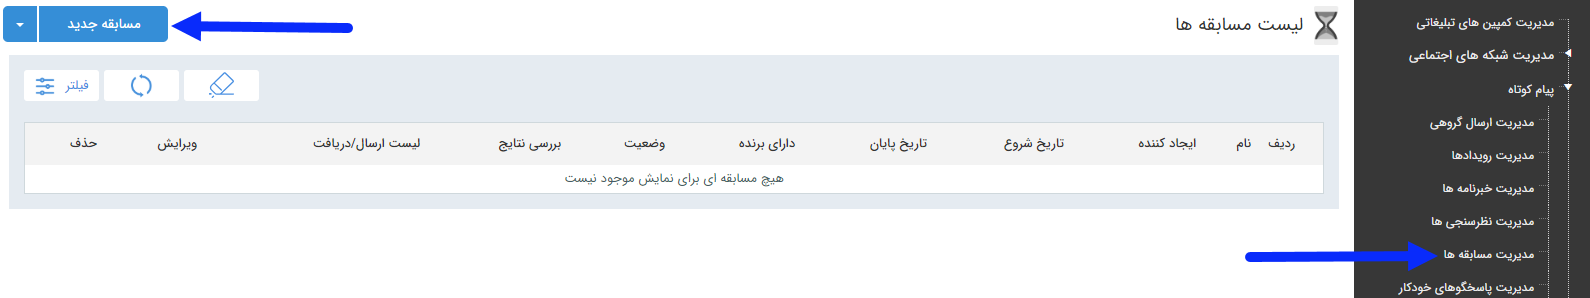 مدیریت کمپین های تبلیغاتی
مدیریت شبکه های اجتماعی
پیام کوتاه
مدیریت ارسال گروهی
مدیریت رویدادها
مدیریت خبرنامه ها
مدیریت نظرسنجی ها
مدیریت مسابقه ها
مدیریت پاسخگوهای خودکار
لیست مسابقه ها
مسابقه جدید
فیلتر
ردیف نام ایجاد کننده تاریخ شروع تاریخ پایان دارای برنده وضعیت بررسی نتایج لیست ارسال/دریافت ویرایش حذف
هیچ مسابقه ای برای نمایش موجود نیست